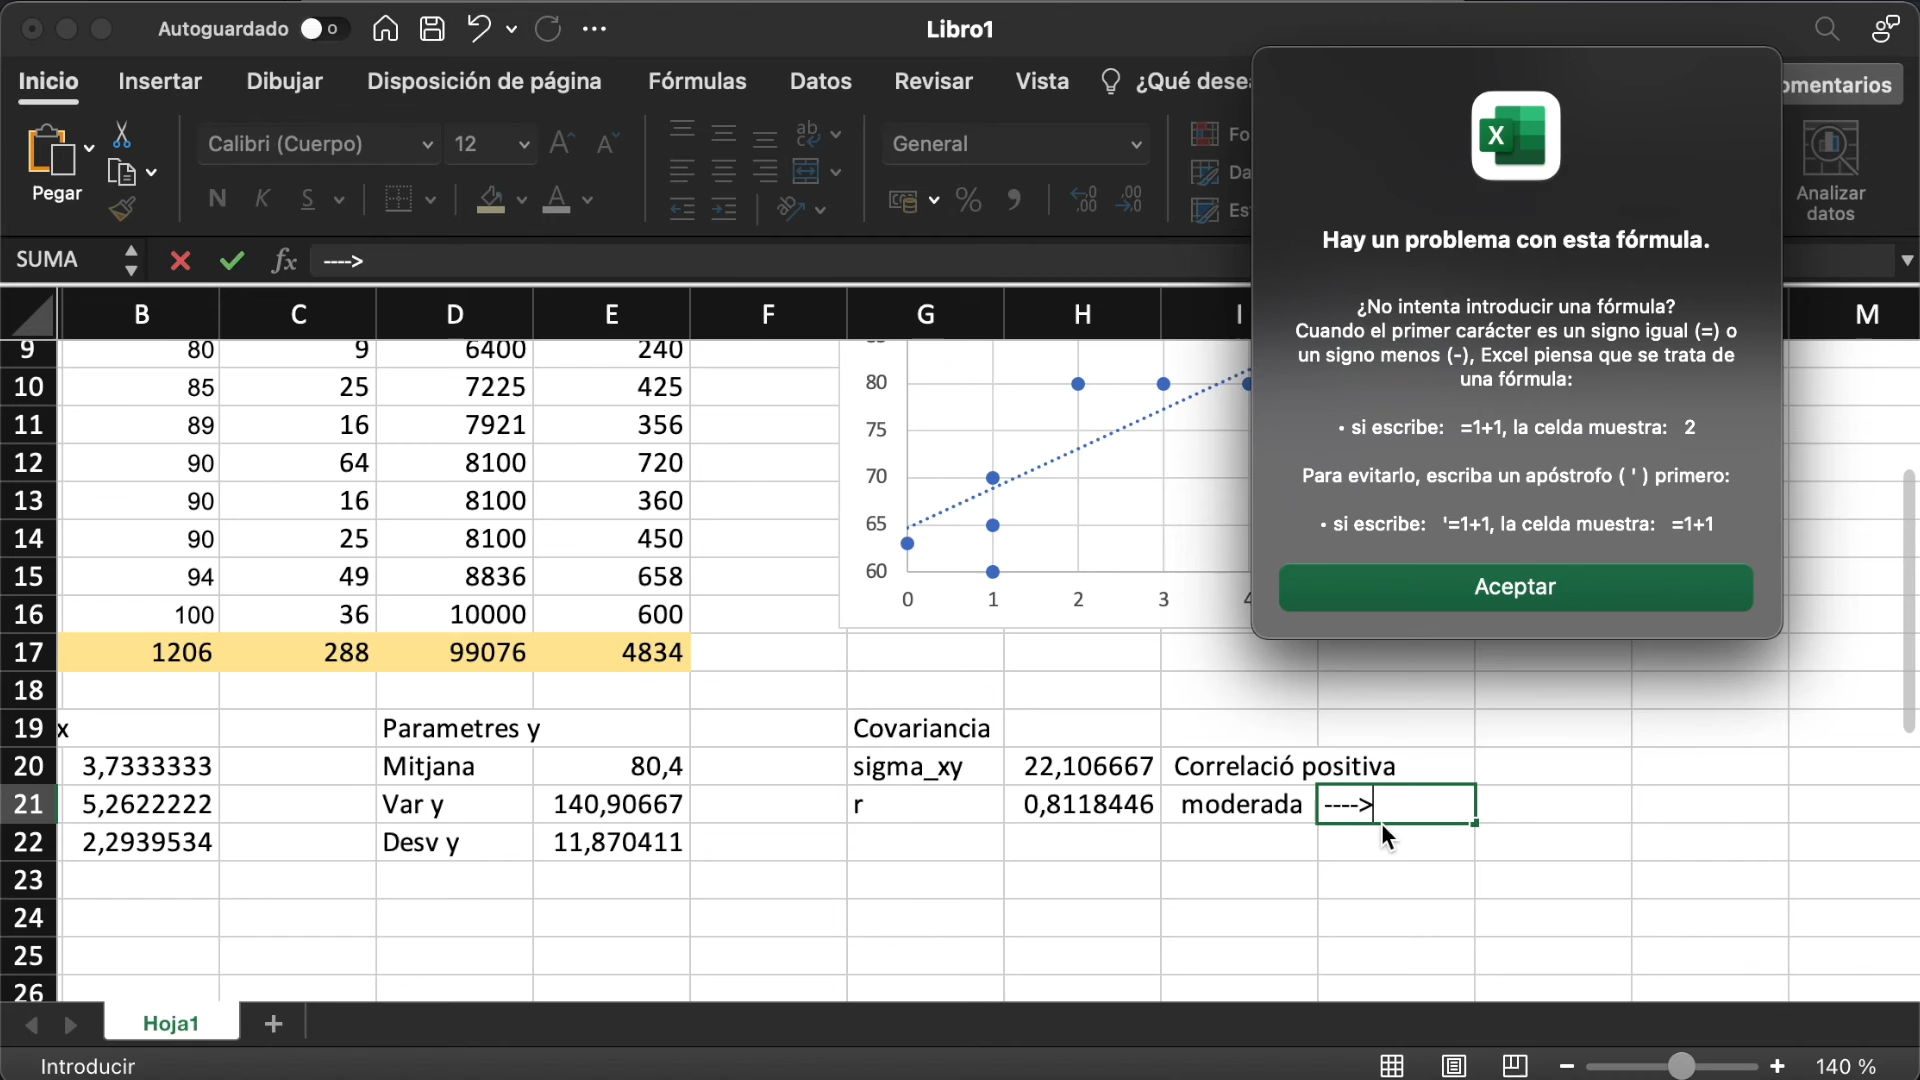 Autoguardado
Libro1
Inicio
Insertar
Dibujar
Disposición de página
Fórmulas
Datos
Revisar
Vista
omentarios
Pegar
Calibri (Cuerpo)
12
N K S
General
%
Analizar
datos
SUMA
fx
---->
B C D E F G H I M
9 80 9 6400 240
10 85 25 7225 425
11 89 16 7921 356
12 90 64 8100 720
13 90 16 8100 360
14 90 25 8100 450
15 94 49 8836 658
16 100 36 10000 600
17 1206 288 99076 4834
18
19 x Parametres y Covariancia
20 3,7333333 Mitjana 80,4 sigma_xy 22,106667 Correlació positiva
21 5,2622222 Var y 140,90667 r 0,8118446 moderada ---->
22 2,2939534 Desv y 11,870411
23
24
25
26
80
75
70
65
60
0 1 2 3
X
Hay un problema con esta fórmula.
¿No intenta introducir una fórmula?
Cuando el primer carácter es un signo igual (=) o
un signo menos (-), Excel piensa que se trata de
una fórmula:
• si escribe: =1+1, la celda muestra: 2
Para evitarlo, escriba un apóstrofo ( ' ) primero:
• si escribe: '=1+1, la celda muestra: =1+1
Aceptar
Hoja1
Introducir
140 %